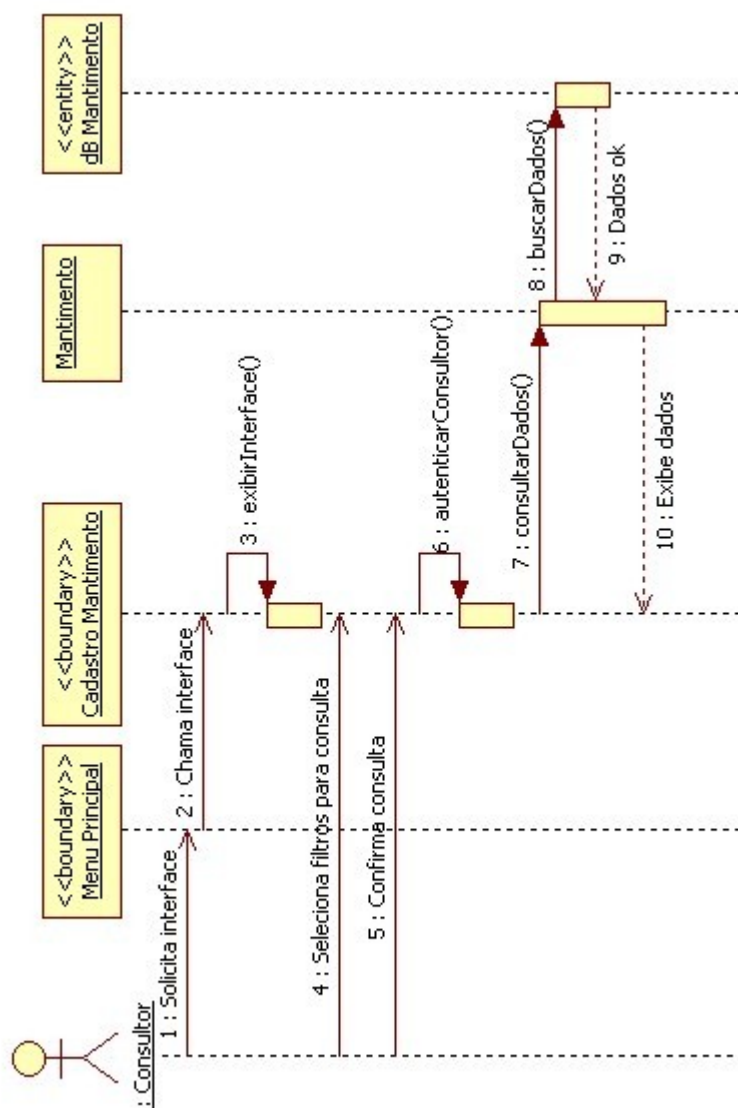 : Consultor
<<boundary>>
Menu Principal
<<boundary>>
Cadastro Mantimento
Mantimento
<<entity>>
dB Mantimento
1 : Solicita interface
2 : Chama interface
3 : exibirInterface()
4 : Seleciona filtros para consulta
5 : Confirma consulta
6 : autenticarConsultor()
7 : consultarDados()
8 : buscarDados()
9 : Dados ok
10 : Exibe dados